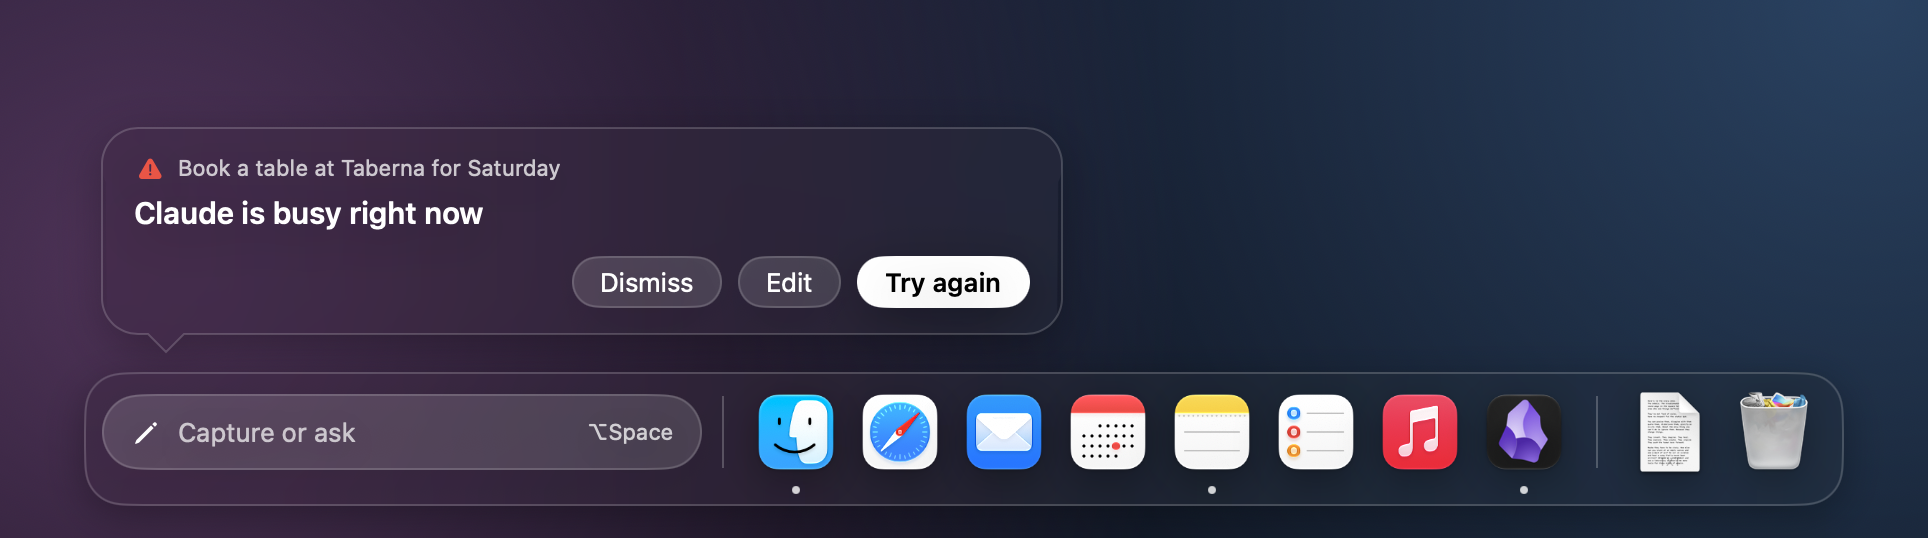 Book a table at Taberna for Saturday
Claude is busy right now
Dismiss
Edit
Try again
Capture or ask
⌥Space